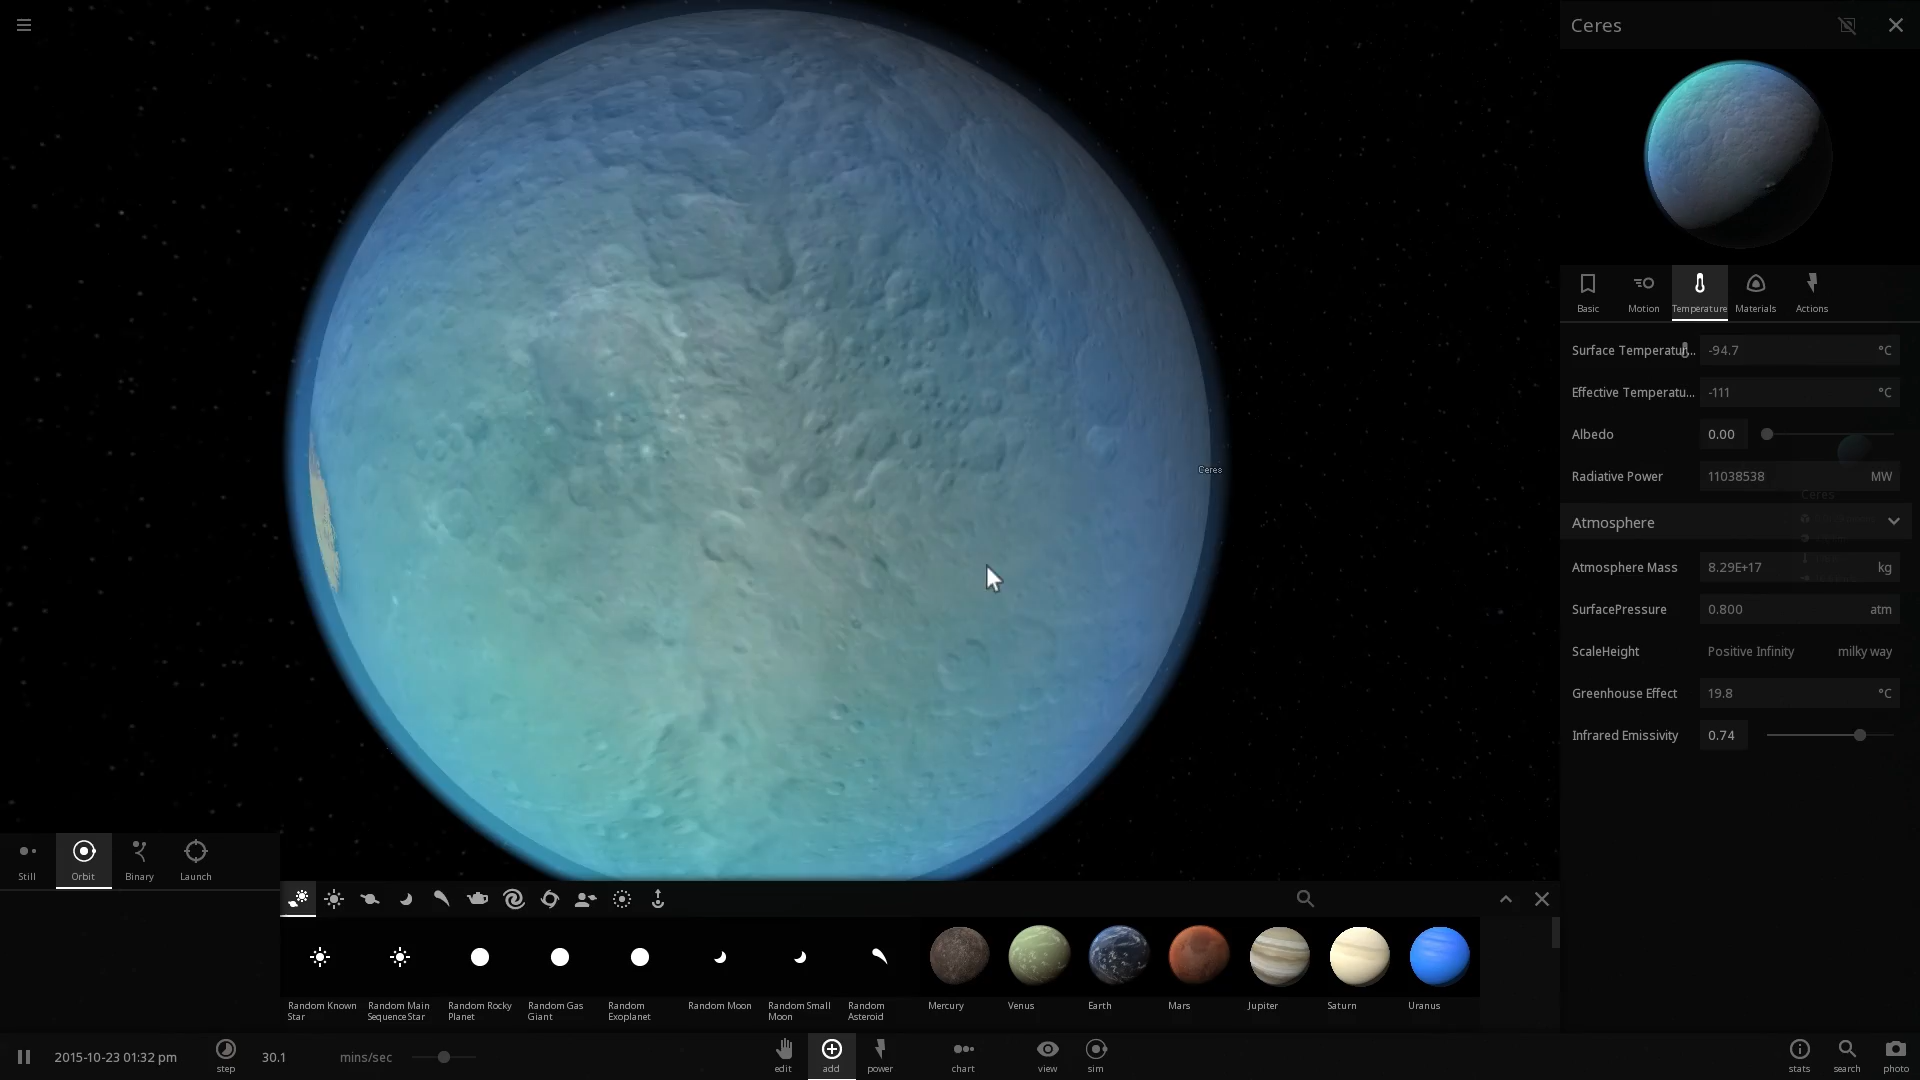 Ceres
Basic
Motion
Temperature
Materials
Actions
Surface Temperatur...
-94.7
°C
Effective Temperatu...
-111
°C
Albedo
0.00
Radiative Power
11038538
MW
Ceres
Atmosphere
Atmosphere Mass
8.29E+17
kg
SurfacePressure
0.800
atm
ScaleHeight
Positive Infinity
milky way
Greenhouse Effect
19.8
°C
Infrared Emissivity
0.74
Ceres
Still
Orbit
Binary
Launch
Random Known
Star
Random Main
Sequence Star
Random Rocky
Planet
Random Gas
Giant
Random
Exoplanet
Random Moon
Random Small
Moon
Random
Asteroid
Mercury
Venus
Earth
Mars
Jupiter
Saturn
Uranus
2015-10-23 01:32 pm
step
30.1
mins/sec
edit
add
power
chart
view
sim
stats
search
photo